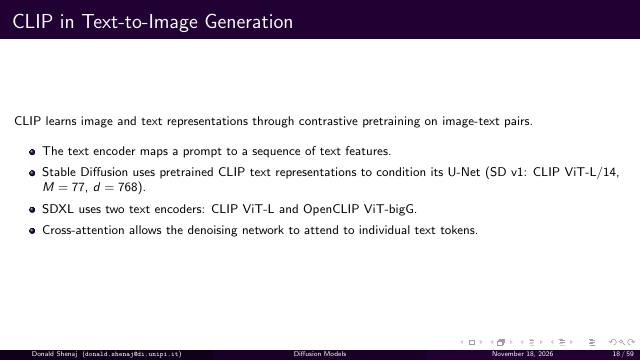 CLIP in Text-to-Image Generation
CLIP learns image and text representations through contrastive pretraining on image-text pairs.
The text encoder maps a prompt to a sequence of text features.
Stable Diffusion uses pretrained CLIP text representations to condition its U-Net (SD v1: CLIP ViT-L/14,
M = 77, d = 768).
SDXL uses two text encoders: CLIP ViT-L and OpenCLIP ViT-bigG.
Cross-attention allows the denoising network to attend to individual text tokens.
Donald Shenaj (donald.shenaj@di.unipi.it) Diffusion Models November 18, 2026 18 / 59